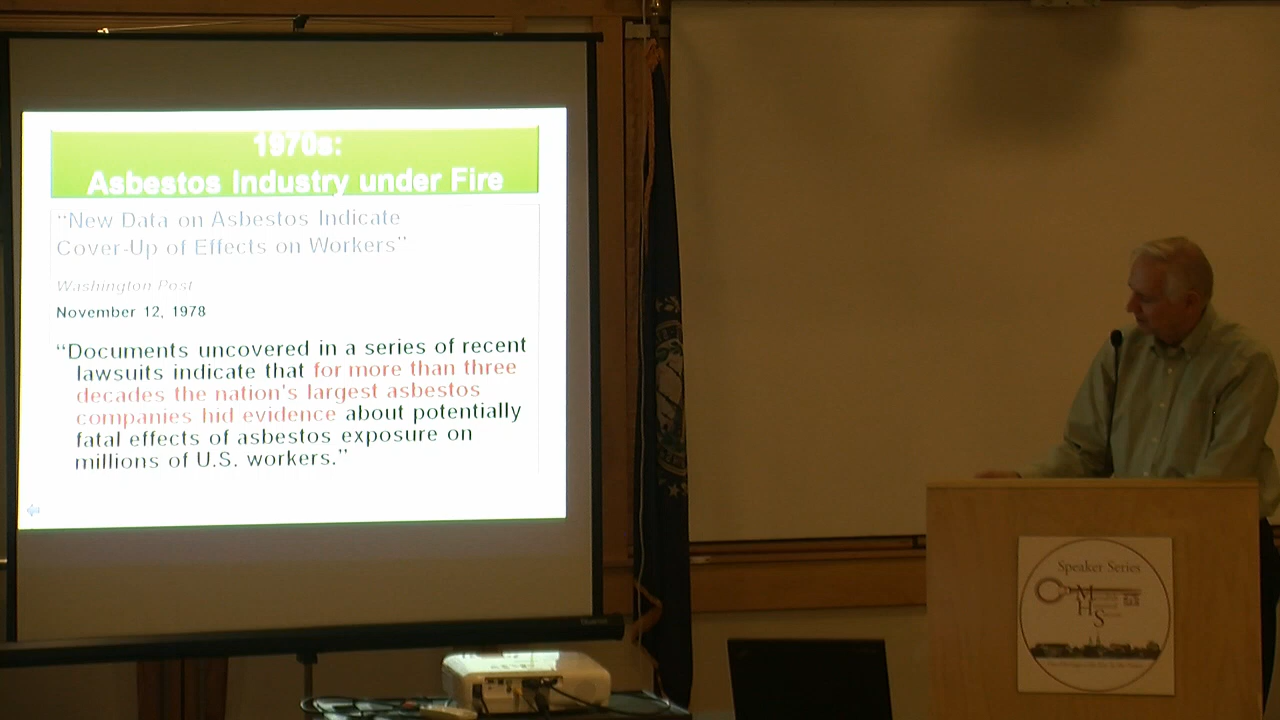 1970s:
Asbestos Industry under Fire
“New Data on Asbestos Indicate
Cover-Up of Effects on Workers”
Washington Post
November 12, 1978
“Documents uncovered in a series of recent
lawsuits indicate that for more than three
decades the nation's largest asbestos
companies hid evidence about potentially
fatal effects of asbestos exposure on
millions of U.S. workers.”
Speaker Series
M
H
S